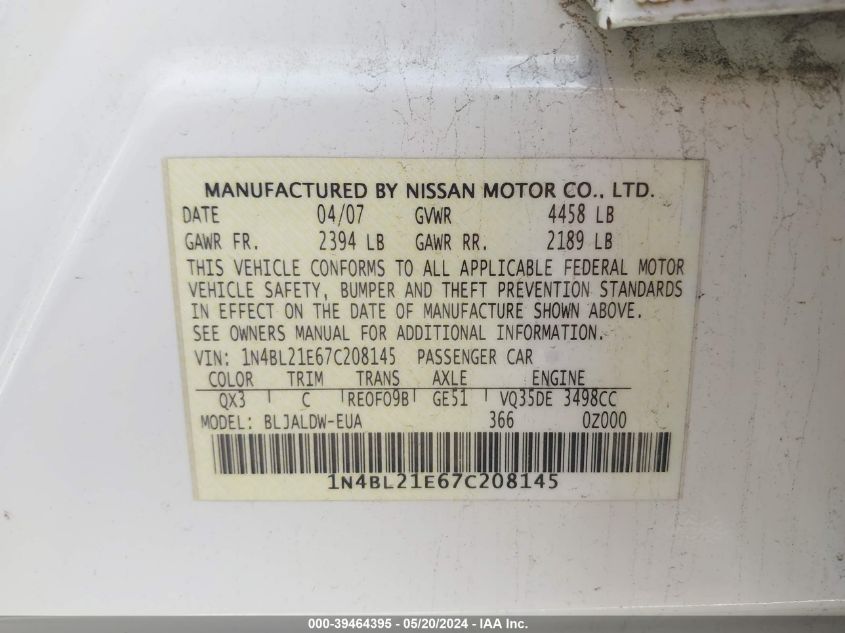 MANUFACTURED BY NISSAN MOTOR CO., LTD.
DATE 04/07 GVWR 4458 LB
GAWR FR. 2394 LB GAWR RR. 2189 LB
THIS VEHICLE CONFORMS TO ALL APPLICABLE FEDERAL MOTOR
VEHICLE SAFETY, BUMPER AND THEFT PREVENTION STANDARDS
IN EFFECT ON THE DATE OF MANUFACTURE SHOWN ABOVE.
SEE OWNERS MANUAL FOR ADDITIONAL INFORMATION.
VIN: 1N4BL21E67C208145 PASSENGER CAR
COLOR TRIM TRANS AXLE ENGINE
QX3 C RE0F09B GE51 VQ35DE 3498CC
MODEL: BLJALDW-EUA 366 0Z000
1N4BL21E67C208145
000-39464395 - 05/20/2024 - IAA Inc.